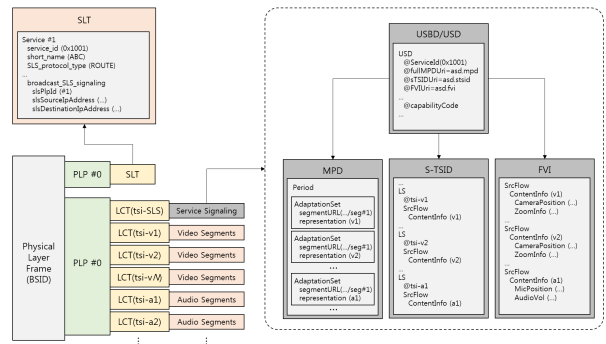 SLT
Service #1
service_id (0x1001)
short_name (ABC)
SLS_protocol_type (ROUTE)
...
broadcast_SLS_signaling
slsPlpId (#1)
slsSourceIpAddress (...)
slsDestinationIpAddress (...)
Physical
Layer
Frame
(BSID)
PLP #0
SLT
PLP #0
LCT(tsi-SLS)
Service Signaling
LCT(tsi-v1)
Video Segments
LCT(tsi-v2)
Video Segments
LCT(tsi-vN)
Video Segments
LCT(tsi-a1)
Audio Segments
LCT(tsi-a2)
Audio Segments
⋮
⋮
USBD/USD
USD
@ServiceId(0x1001)
@fullMPDUri=asd.mpd
@sTSIDUri=asd.stsid
@FVIUri=asd.fvi
...
@capabilityCode
...
MPD
Period
AdaptationSet
segmentURL(.../seg#1)
representation (v1)
AdaptationSet
segmentURL(.../seg#1)
representation (v2)
...
AdaptationSet
segmentURL(.../seg#1)
representation (a1)
...
S-TSID
...
LS
@tsi-v1
SrcFlow
ContentInfo (v1)
...
LS
@tsi-v2
SrcFlow
ContentInfo (v2)
...
LS
@tsi-a1
SrcFlow
ContentInfo (a1)
FVI
SrcFlow
ContentInfo (v1)
CameraPosition (...)
ZoomInfo (...)
...
SrcFlow
ContentInfo (v2)
CameraPosition (...)
ZoomInfo (...)
...
SrcFlow
ContentInfo (a1)
MicPosition (...)
AudioVol (...)